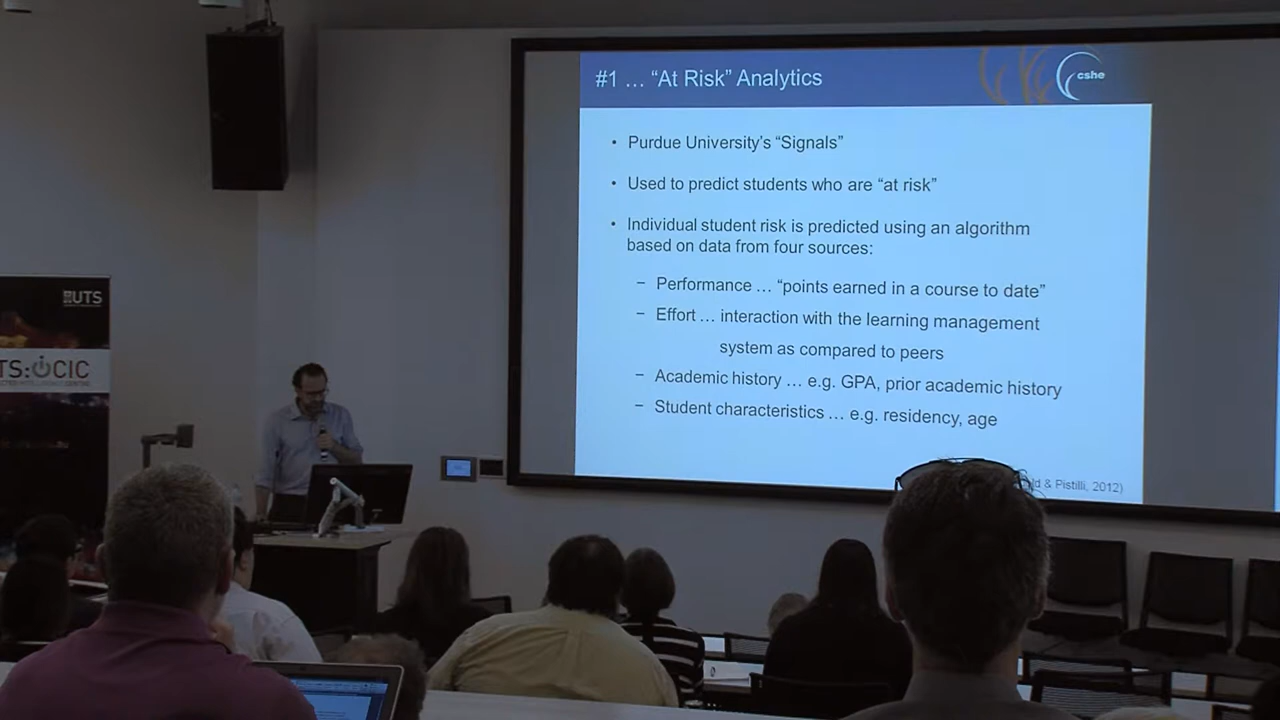 #1 … “At Risk” Analytics
cshe
• Purdue University’s “Signals”
• Used to predict students who are “at risk”
• Individual student risk is predicted using an algorithm
based on data from four sources:
– Performance … “points earned in a course to date”
– Effort … interaction with the learning management
system as compared to peers
– Academic history … e.g. GPA, prior academic history
– Student characteristics … e.g. residency, age
& Pistilli, 2012)
UTS
CIC